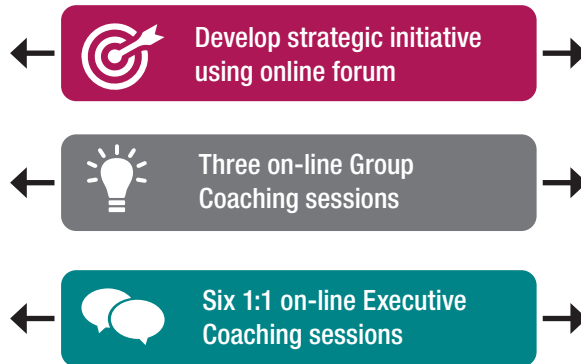 Develop strategic initiative
using online forum
Three on-line Group
Coaching sessions
Six 1:1 on-line Executive
Coaching sessions